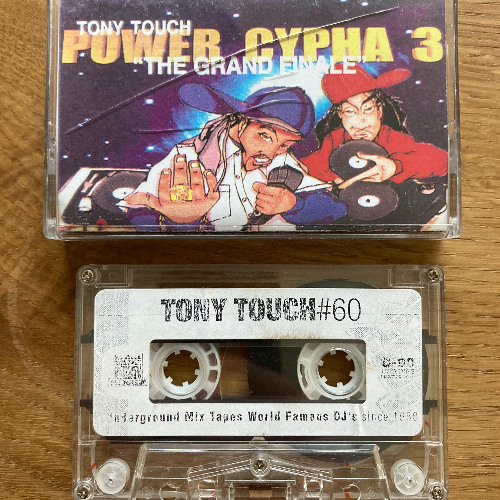 TONY TOUCH
POWER CYPHA 3
"THE GRAND FINALE"
TONY TOUCH#60
C-90
Underground Mix Tapes World Famous DJ's since 1989